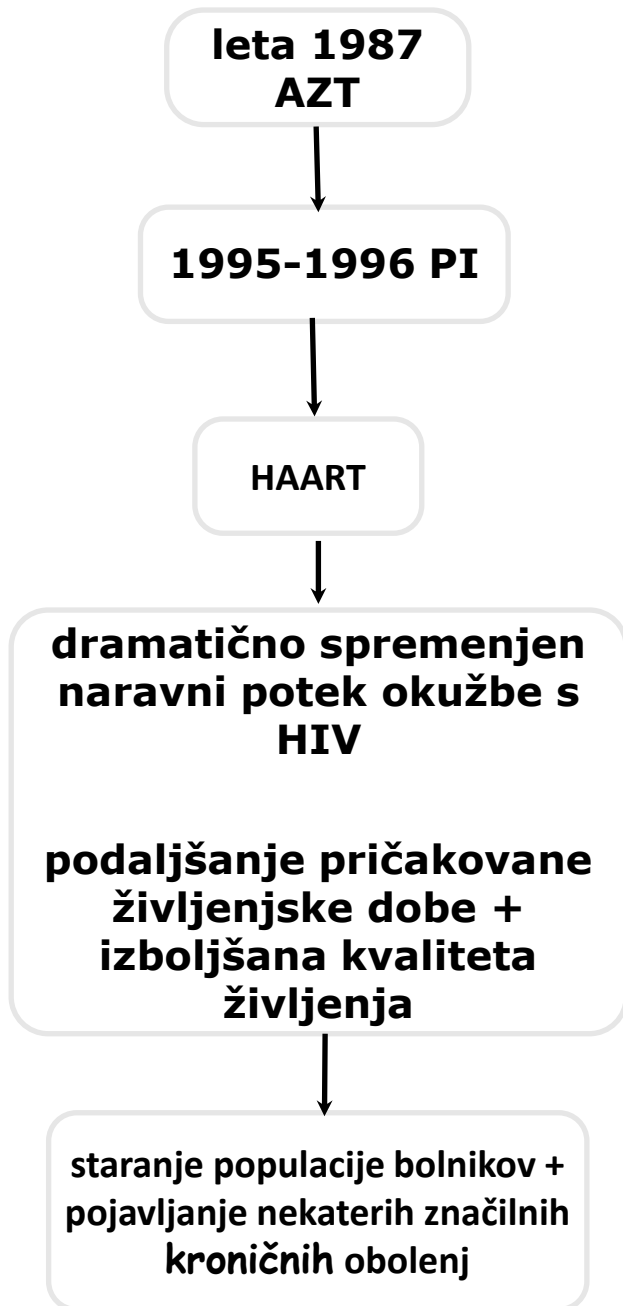 leta 1987
AZT
1995-1996 PI
HAART
dramatično spremenjen
naravni potek okužbe s
HIV
podaljšanje pričakovane
življenjske dobe +
izboljšana kvaliteta
življenja
staranje populacije bolnikov +
pojavljanje nekaterih značilnih
kroničnih obolenj